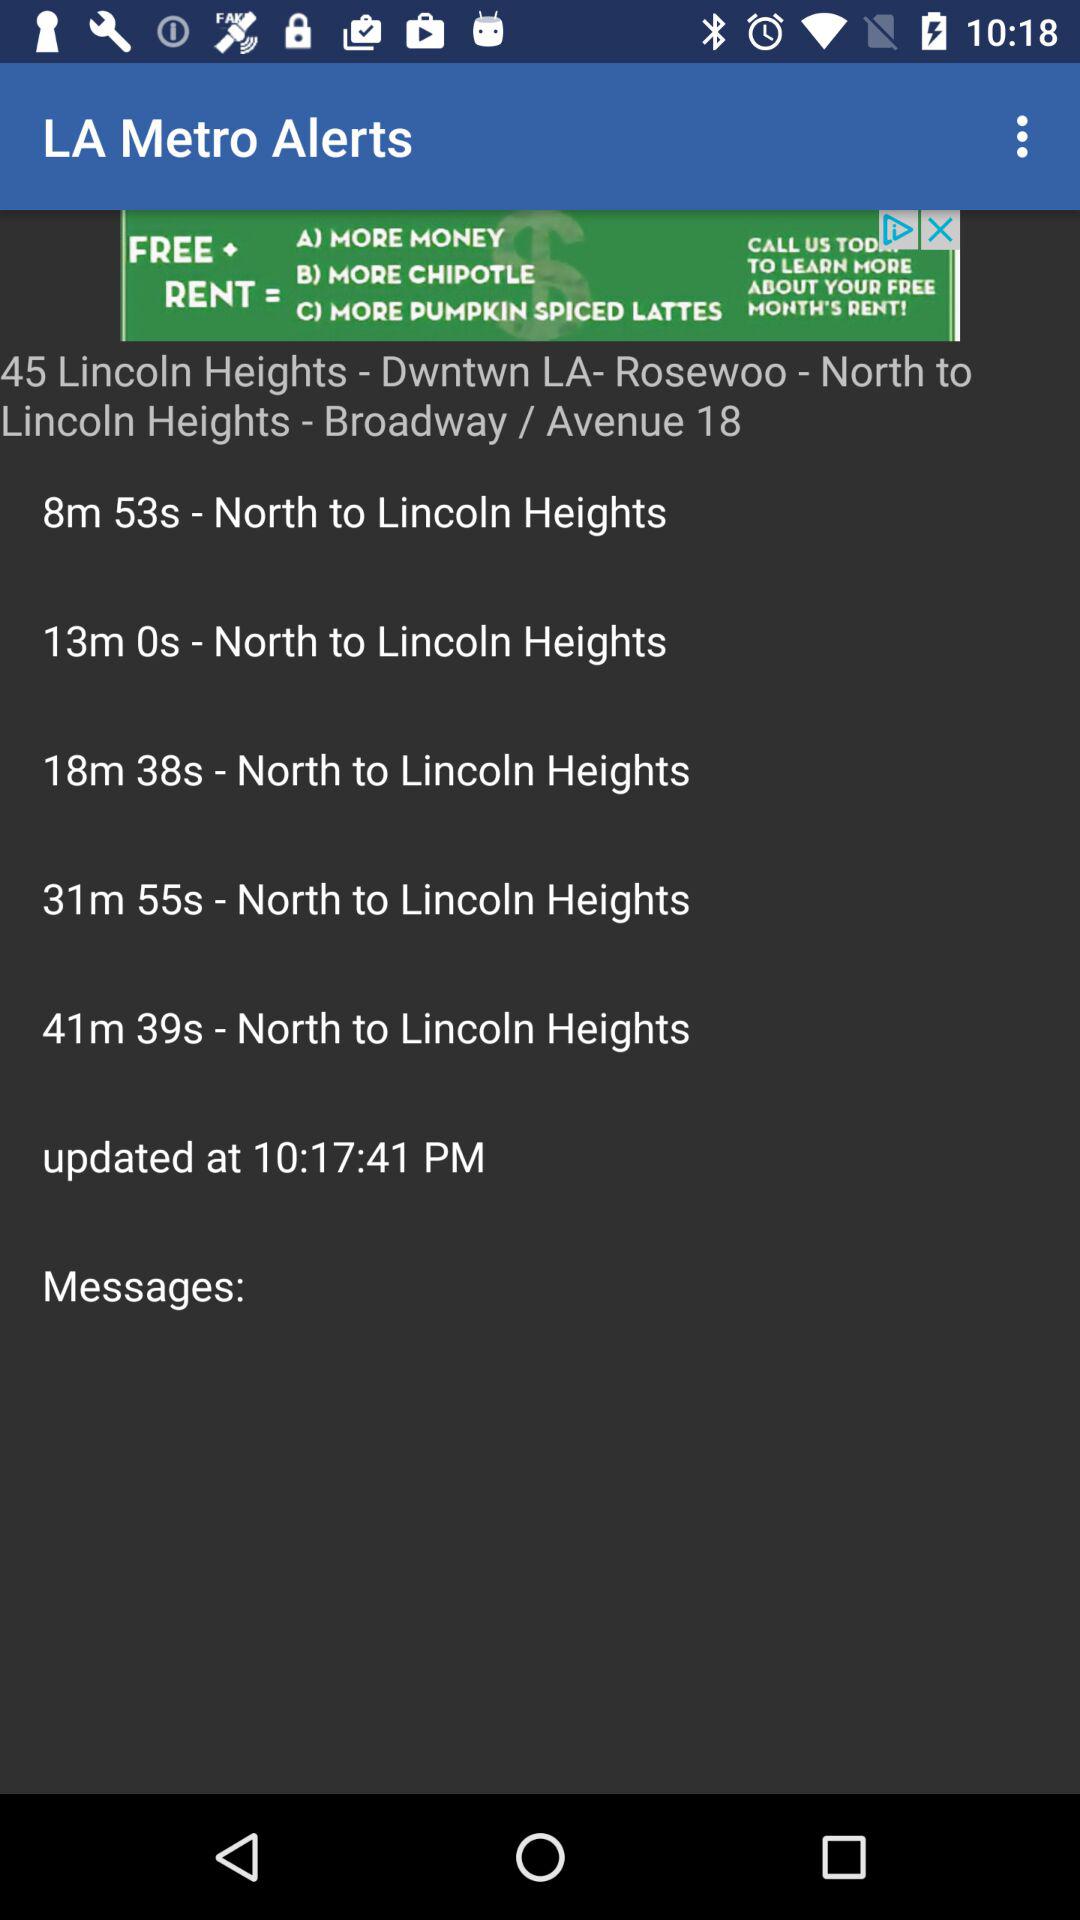 FAKE
10:18
LA Metro Alerts
FREE +
RENT =
A) MORE MONEY
B) MORE CHIPOTLE
C) MORE PUMPKIN SPICED LATTES
$
CALL US
TO LEARN MORE
ABOUT YOUR FREE
MONTH'S RENT!
45 Lincoln Heights - Dwntwn LA- Rosewoo - North to
Lincoln Heights - Broadway / Avenue 18
8m 53s - North to Lincoln Heights
13m 0s - North to Lincoln Heights
18m 38s - North to Lincoln Heights
31m 55s - North to Lincoln Heights
41m 39s - North to Lincoln Heights
updated at 10:17:41 PM
Messages: